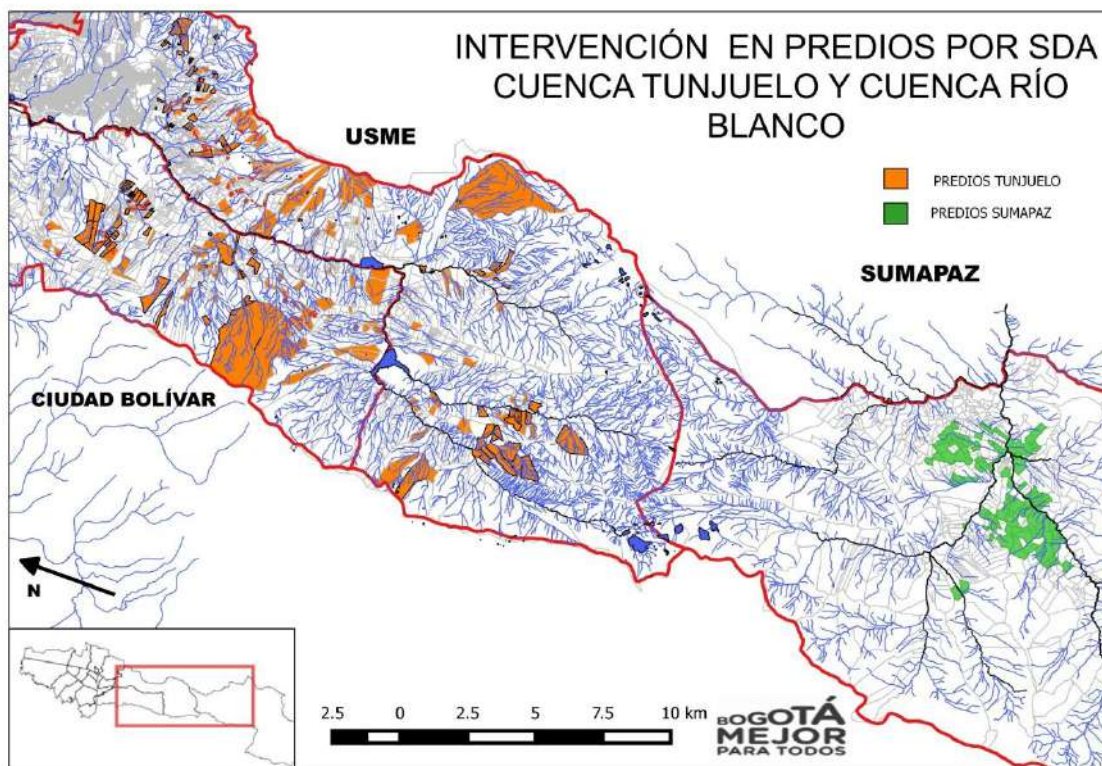 INTERVENCIÓN EN PREDIOS POR SDA
CUENCA TUNJUELO Y CUENCA RÍO
BLANCO
USME
PREDIOS TUNJUELO
PREDIOS SUMAPAZ
SUMAPAZ
CIUDAD BOLÍVAR
N
2.5 0 2.5 5 7.5 10 km
BOGOTÁ
MEJOR
PARA TODOS